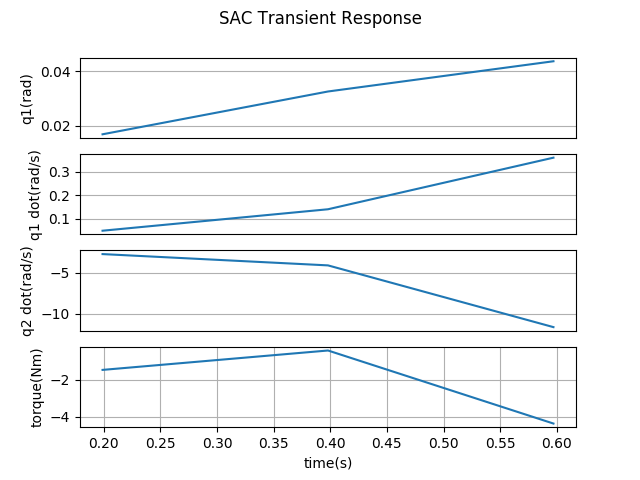 SAC Transient Response
q1(rad)
0.04
0.02
q1 dot(rad/s)
0.3
0.2
0.1
q2 dot(rad/s)
−5
−10
torque(Nm)
−2
−4
0.20 0.25 0.30 0.35 0.40 0.45 0.50 0.55 0.60
time(s)